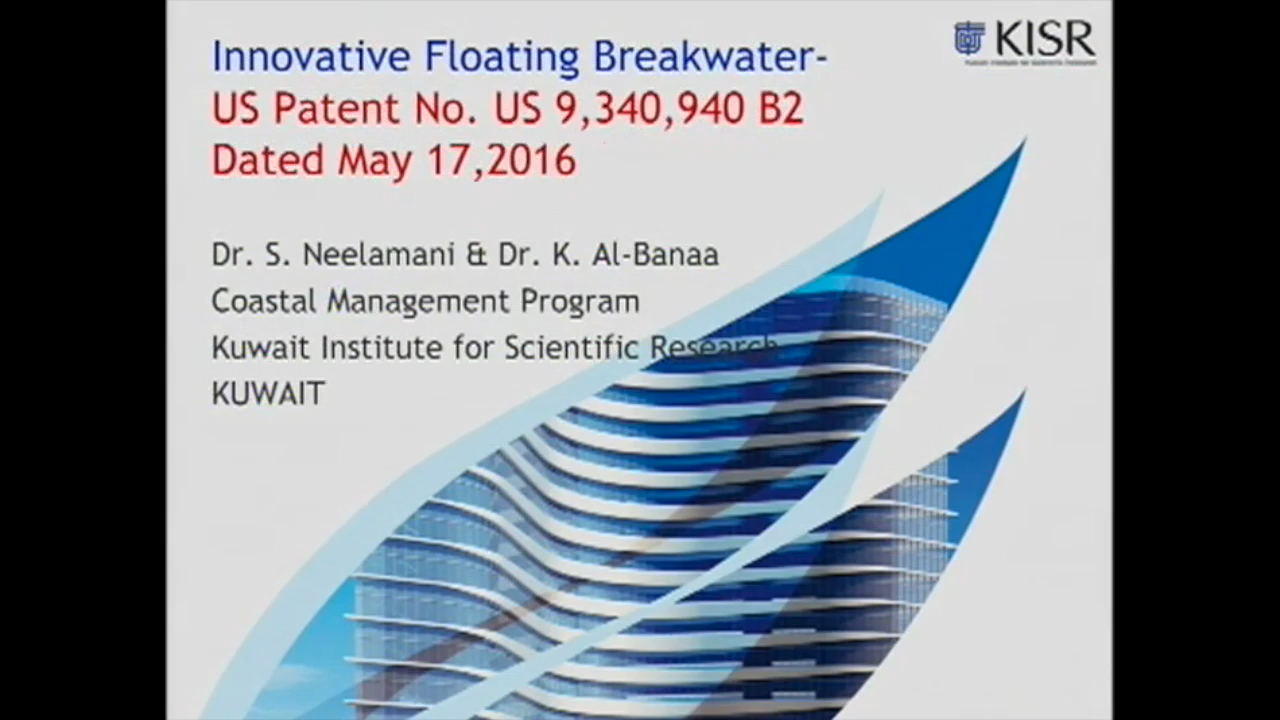 Innovative Floating Breakwater-
US Patent No. US 9,340,940 B2
Dated May 17,2016
KISR
Dr. S. Neelamani & Dr. K. Al-Banaa
Coastal Management Program
Kuwait Institute for Scientific Research
KUWAIT